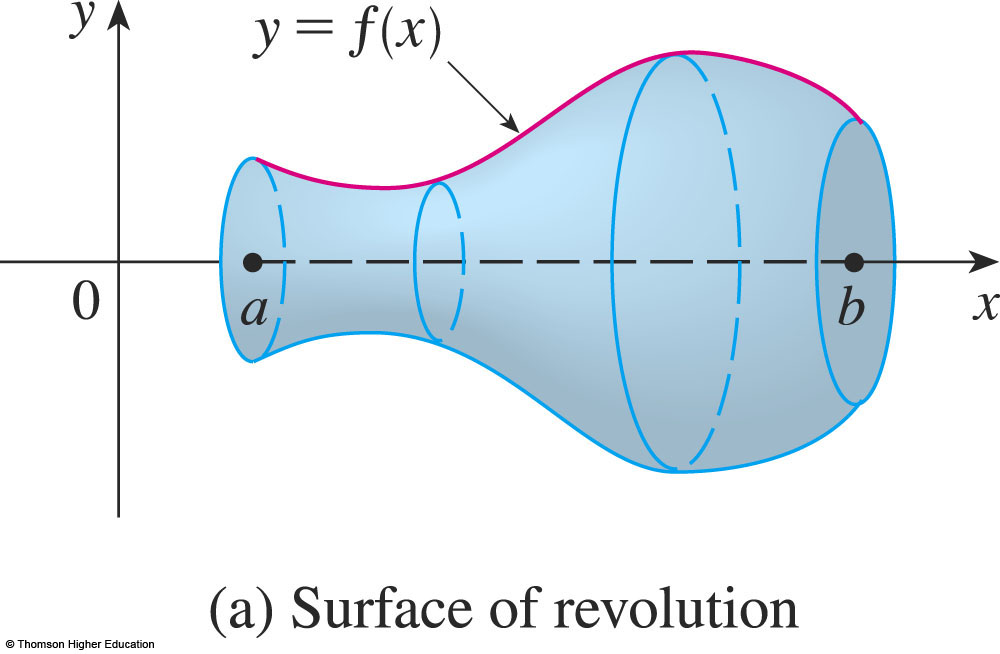 y
y = f(x)
0
a
b
x
(a) Surface of revolution
© Thomson Higher Education